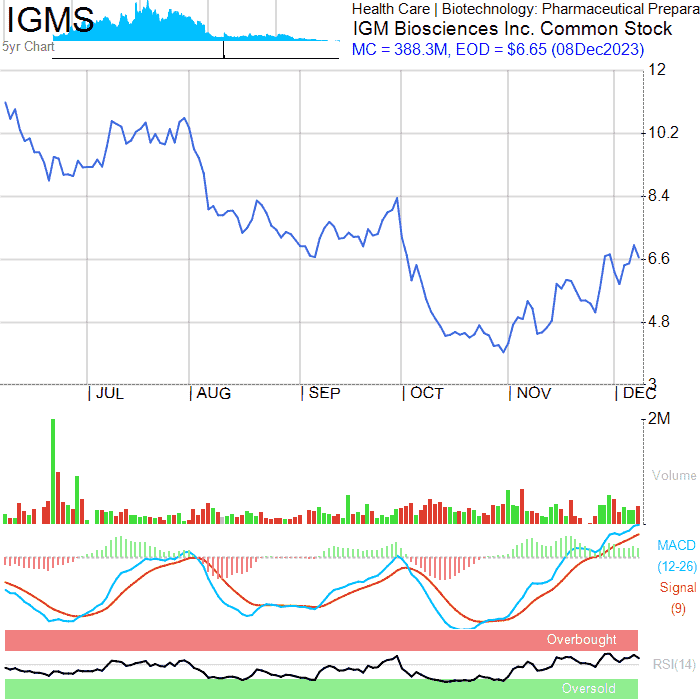 IGMS
5yr Chart
Health Care | Biotechnology: Pharmaceutical Prepara
IGM Biosciences Inc. Common Stock
MC = 388.3M, EOD = $6.65 (08Dec2023)
12
10.2
8.4
6.6
4.8
3
JUL AUG SEP OCT NOV DEC
2M
Volume
MACD
(12-26)
Signal
(9)
Overbought
RSI(14)
Oversold